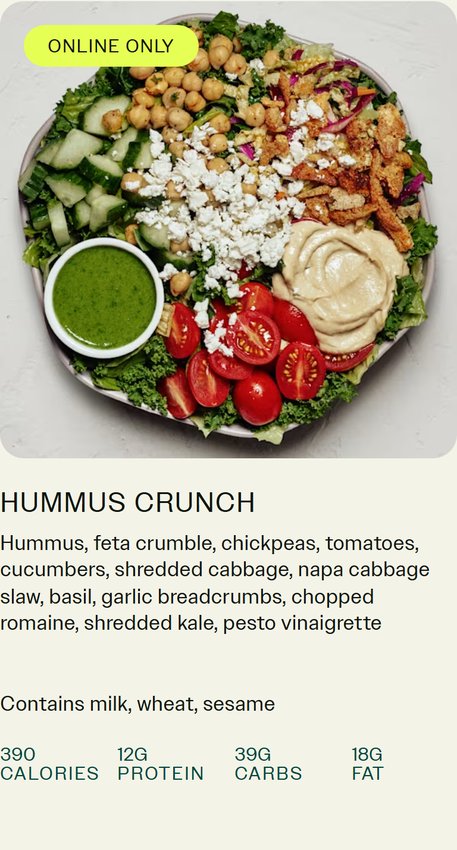 ONLINE ONLY
HUMMUS CRUNCH
Hummus, feta crumble, chickpeas, tomatoes,
cucumbers, shredded cabbage, napa cabbage
slaw, basil, garlic breadcrumbs, chopped
romaine, shredded kale, pesto vinaigrette
Contains milk, wheat, sesame
390 12G 39G 18G
CALORIES PROTEIN CARBS FAT